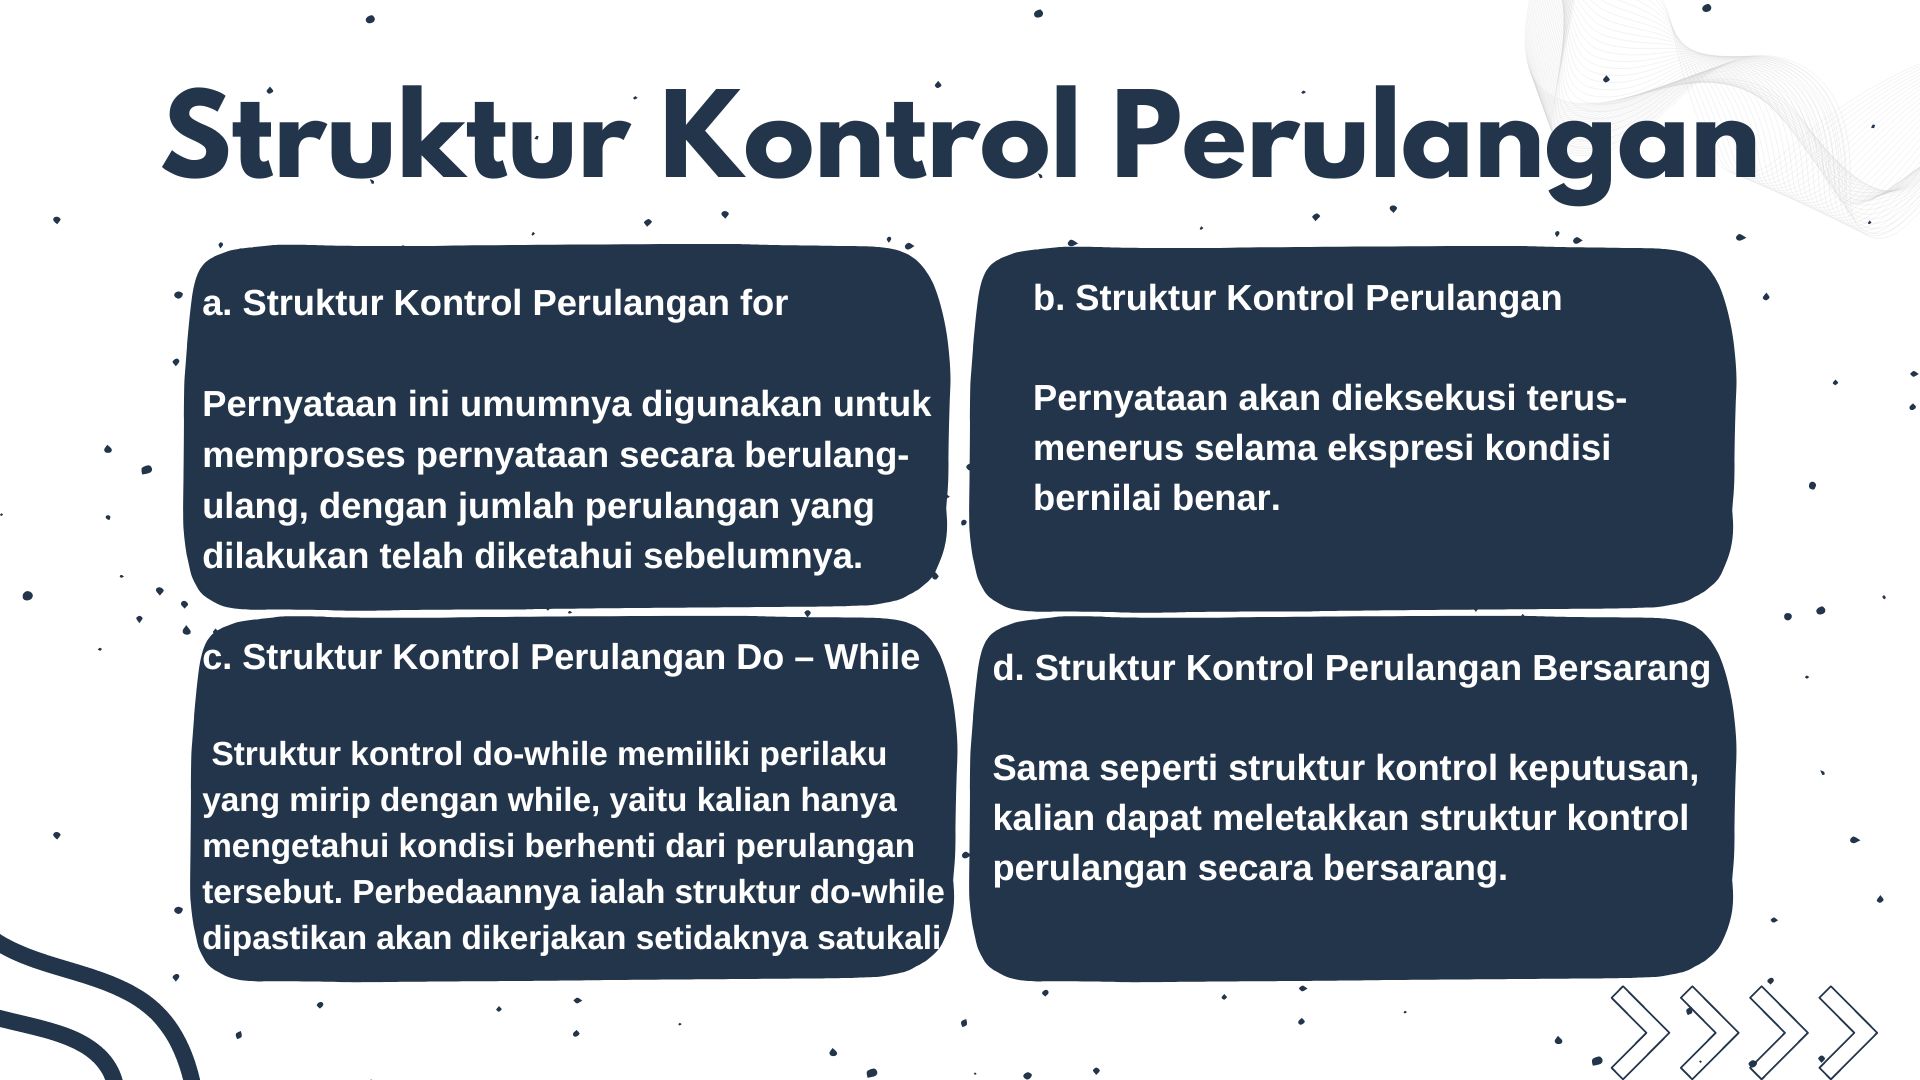 Struktur Kontrol Perulangan
a. Struktur Kontrol Perulangan for
Pernyataan ini umumnya digunakan untuk
memproses pernyataan secara berulang-
ulang, dengan jumlah perulangan yang
dilakukan telah diketahui sebelumnya.
b. Struktur Kontrol Perulangan
Pernyataan akan dieksekusi terus-
menerus selama ekspresi kondisi
bernilai benar.
c. Struktur Kontrol Perulangan Do – While
Struktur kontrol do-while memiliki perilaku
yang mirip dengan while, yaitu kalian hanya
mengetahui kondisi berhenti dari perulangan
tersebut. Perbedaannya ialah struktur do-while
dipastikan akan dikerjakan setidaknya satukali
d. Struktur Kontrol Perulangan Bersarang
Sama seperti struktur kontrol keputusan,
kalian dapat meletakkan struktur kontrol
perulangan secara bersarang.